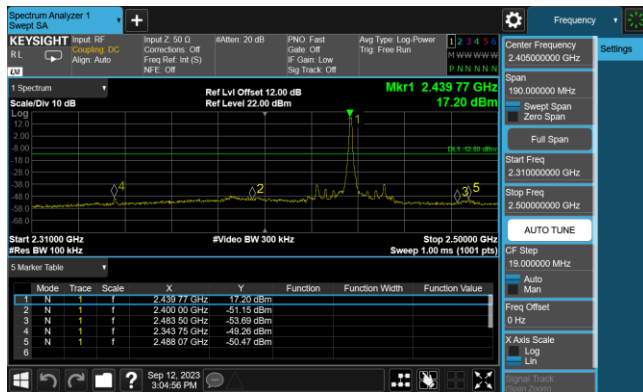 Spectrum Analyzer 1
Swept SA
Frequency
KEYSIGHT
RL
Input: RF
Coupling: DC
Align: Auto
Input Z: 50 Ω
Corrections: Off
Freq Ref: Int (S)
NFE: Off
#Atten: 20 dB
PNO: Fast
Gate: Off
IF Gain: Low
Sig Track: Off
Avg Type: Log-Power
Trig: Free Run
1 2 3 4 5 6
M W W W W W
P N N N N N
LXI
1 Spectrum
Scale/Div 10 dB
Ref Lvl Offset 12.00 dB
Ref Level 22.00 dBm
Mkr1 2.439 77 GHz
17.20 dBm
Log
12.0
2.00
-8.00
-18.0
-28.0
-38.0
-48.0
-58.0
-68.0
1
DL1 -12.80 dBm
4
2
3
5
Start 2.31000 GHz
#Video BW 300 kHz
Stop 2.50000 GHz
#Res BW 100 kHz
Sweep 1.00 ms (1001 pts)
5 Marker Table
Mode Trace Scale X Y Function Function Width Function Value
1 N 1 f 2.439 77 GHz 17.20 dBm
2 N 1 f 2.400 00 GHz -51.15 dBm
3 N 1 f 2.483 50 GHz -53.69 dBm
4 N 1 f 2.343 75 GHz -49.26 dBm
5 N 1 f 2.488 07 GHz -50.47 dBm
6
Sep 12, 2023
3:04:56 PM
Center Frequency
2.405000000 GHz
Settings
Span
190.000000 MHz
Swept Span
Zero Span
Full Span
Start Freq
2.310000000 GHz
Stop Freq
2.500000000 GHz
AUTO TUNE
CF Step
19.000000 MHz
Auto
Man
Freq Offset
0 Hz
X Axis Scale
Log
Lin
Signal Track
(Span Zoom)